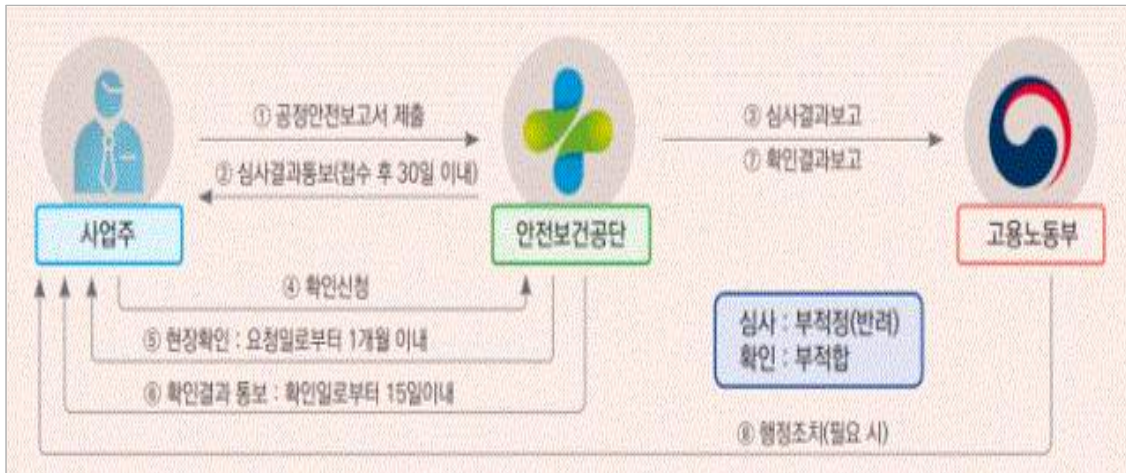 ① 공정안전보고서 제출
② 심사결과통보(접수 후 30일 이내)
③ 심사결과보고
⑦ 확인결과보고
사업주
안전보건공단
고용노동부
④ 확인신청
⑤ 현장확인 : 요청일로부터 1개월 이내
⑥ 확인결과 통보 : 확인일로부터 15일이내
심사 : 부적정(반려)
확인 : 부적합
⑧ 행정조치(필요 시)